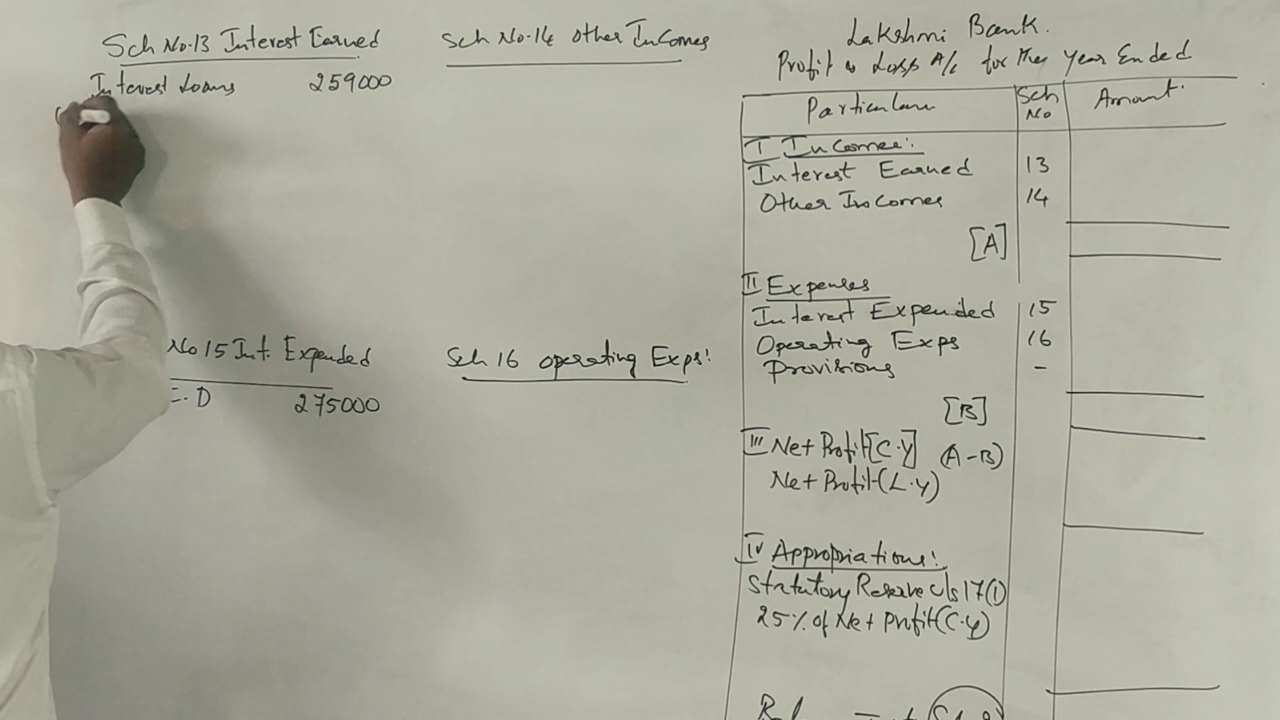 Sch No.13 Interest Earned
Interest Loans 259000
Sch No.14 Other Incomes
No 15 Int. Expended
F.D 275000
Sch 16 operating Exps:
Lakshmi Bank.
Profit & Loss A/c for the year Ended
Particulars Sch No Amount.
I Incomes:
Interest Earned 13
Other Incomes 14
[A]
II Expenses
Interest Expended 15
Operating Exps 16
Provisions -
[B]
III Net Profit [C.Y] (A-B)
Net Profit (L.Y)
IV Appropriations:
Statutory Reserve U/s 17(1)
25% of Net Profit (C.Y)